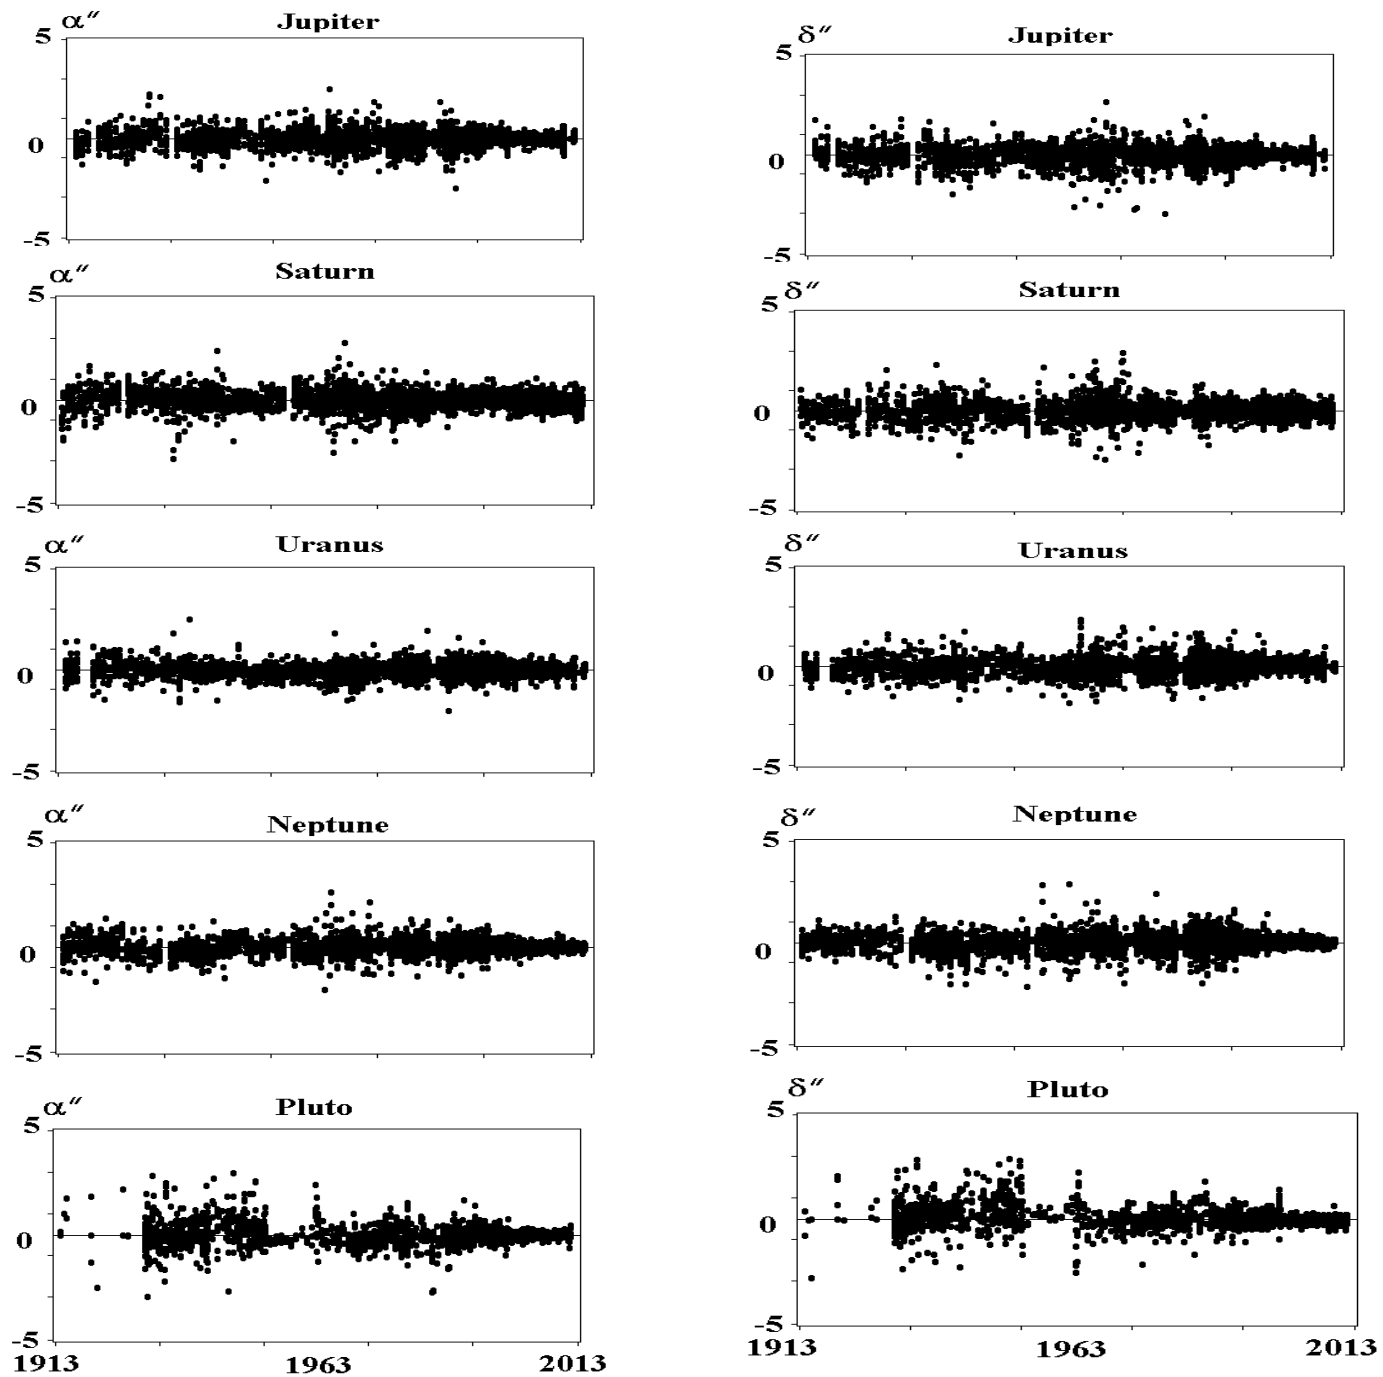 α″ Jupiter
5
0
-5
δ″ Jupiter
5
0
-5
α″ Saturn
5
0
-5
δ″ Saturn
5
0
-5
α″ Uranus
5
0
-5
δ″ Uranus
5
0
-5
α″ Neptune
5
0
-5
δ″ Neptune
5
0
-5
α″ Pluto
5
0
-5
1913 1963 2013
δ″ Pluto
5
0
-5
1913 1963 2013